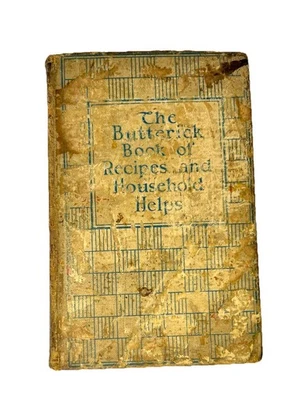 The
Butterick
Book of
Recipes and
Household
Helps